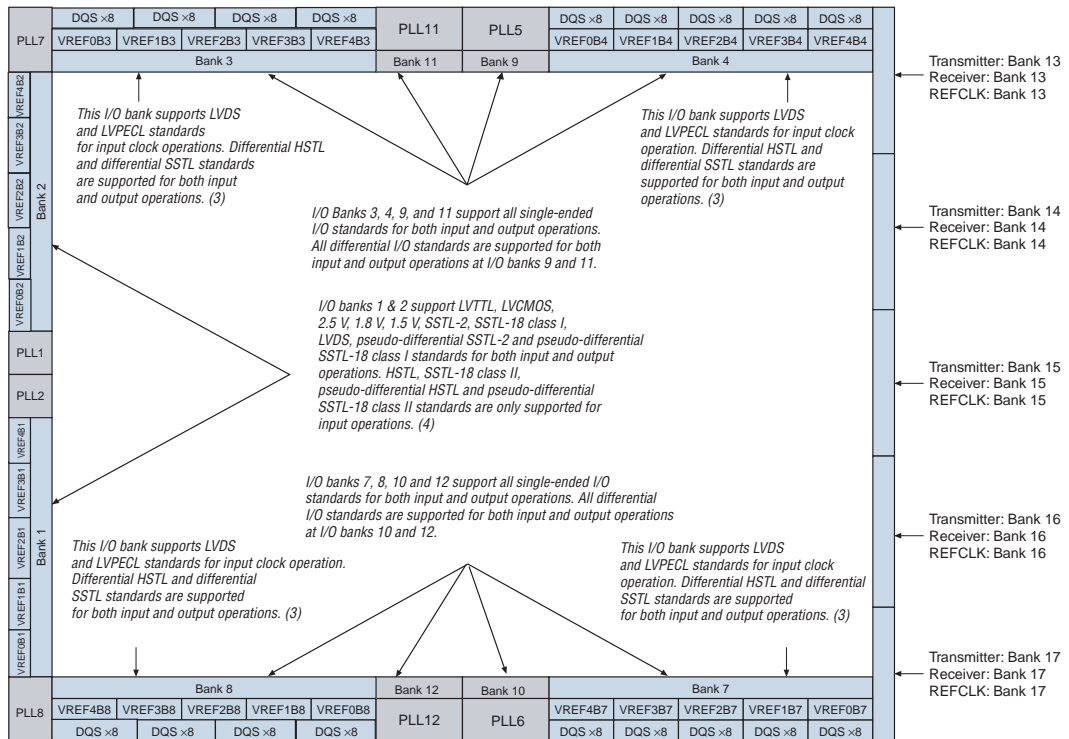 PLL7
DQS ×8 DQS ×8 DQS ×8 DQS ×8
VREF0B3 VREF1B3 VREF2B3 VREF3B3 VREF4B3
Bank 3
PLL11
Bank 11
PLL5
Bank 9
DQS ×8 DQS ×8 DQS ×8 DQS ×8 DQS ×8
VREF0B4 VREF1B4 VREF2B4 VREF3B4 VREF4B4
Bank 4
VREF4B2
VREF3B2
VREF2B2
VREF1B2
VREF0B2
Bank 2
This I/O bank supports LVDS
and LVPECL standards
for input clock operations. Differential HSTL
and differential SSTL standards
are supported for both input
and output operations. (3)
This I/O bank supports LVDS
and LVPECL standards for input clock
operation. Differential HSTL and
differential SSTL standards are
supported for both input and output
operations. (3)
I/O Banks 3, 4, 9, and 11 support all single-ended
I/O standards for both input and output operations.
All differential I/O standards are supported for both
input and output operations at I/O banks 9 and 11.
PLL1
PLL2
I/O banks 1 & 2 support LVTTL, LVCMOS,
2.5 V, 1.8 V, 1.5 V, SSTL-2, SSTL-18 class I,
LVDS, pseudo-differential SSTL-2 and pseudo-differential
SSTL-18 class I standards for both input and output
operations. HSTL, SSTL-18 class II,
pseudo-differential HSTL and pseudo-differential
SSTL-18 class II standards are only supported for
input operations. (4)
VREF4B1
VREF3B1
VREF2B1
VREF1B1
VREF0B1
Bank 1
I/O banks 7, 8, 10 and 12 support all single-ended I/O
standards for both input and output operations. All differential
I/O standards are supported for both input and output operations
at I/O banks 10 and 12.
This I/O bank supports LVDS
and LVPECL standards for input clock operation.
Differential HSTL and differential
SSTL standards are supported
for both input and output operations. (3)
This I/O bank supports LVDS
and LVPECL standards for input clock
operation. Differential HSTL and differential
SSTL standards are supported
for both input and output operations. (3)
PLL8
Bank 8
VREF4B8 VREF3B8 VREF2B8 VREF1B8 VREF0B8
DQS ×8 DQS ×8 DQS ×8 DQS ×8
Bank 12
PLL12
Bank 10
PLL6
Bank 7
VREF4B7 VREF3B7 VREF2B7 VREF1B7 VREF0B7
DQS ×8 DQS ×8 DQS ×8 DQS ×8 DQS ×8
Transmitter: Bank 13
Receiver: Bank 13
REFCLK: Bank 13
Transmitter: Bank 14
Receiver: Bank 14
REFCLK: Bank 14
Transmitter: Bank 15
Receiver: Bank 15
REFCLK: Bank 15
Transmitter: Bank 16
Receiver: Bank 16
REFCLK: Bank 16
Transmitter: Bank 17
Receiver: Bank 17
REFCLK: Bank 17